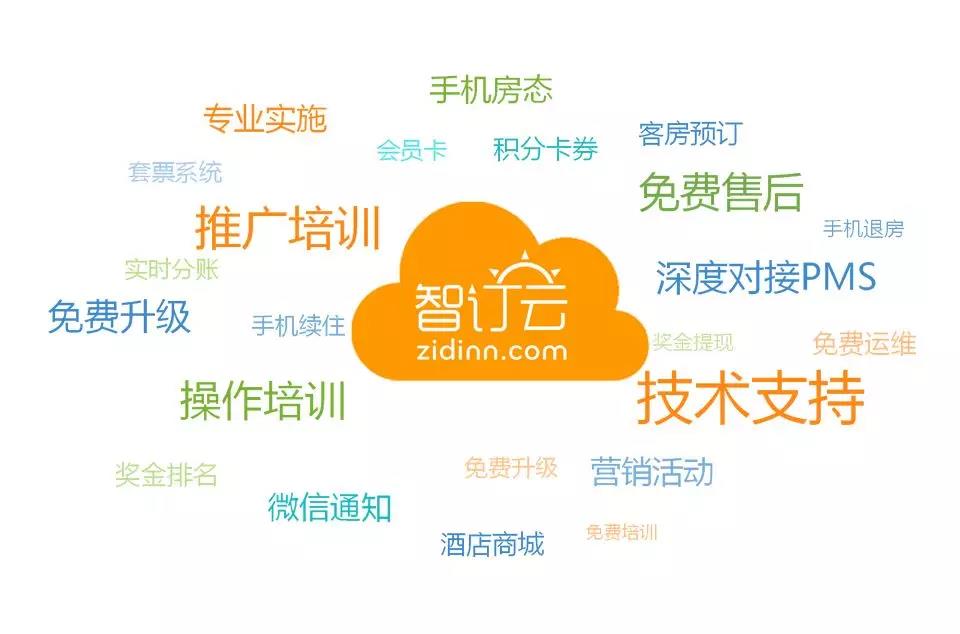 手机房态
专业实施
客房预订
会员卡
积分卡券
套票系统
免费售后
推广培训
手机退房
实时分账
深度对接PMS
智订云
zidinn.com
免费升级
手机续住
奖金提现
免费运维
操作培训
技术支持
奖金排名
免费升级
营销活动
微信通知
免费培训
酒店商城